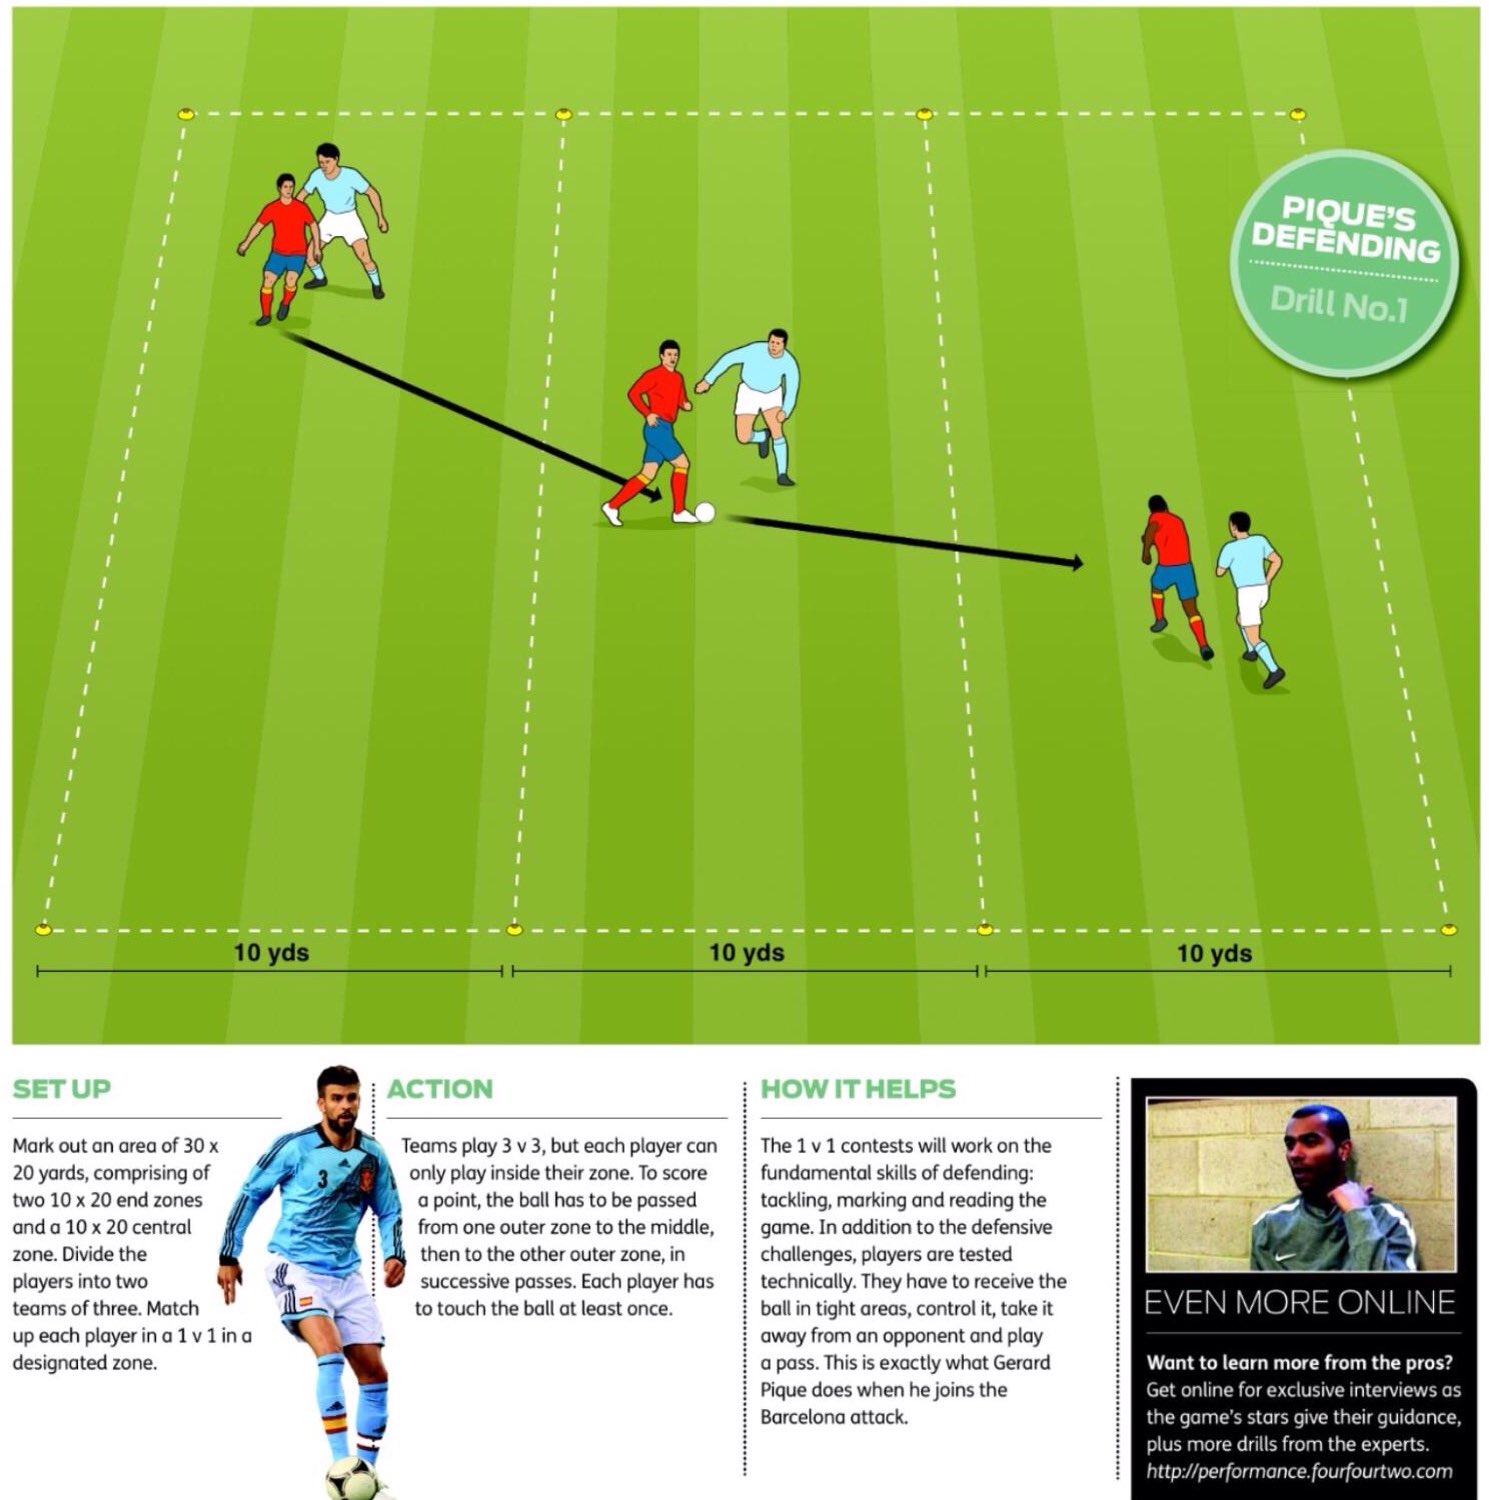 PIQUE'S
DEFENDING
Drill No.1
10 yds
10 yds
10 yds
SET UP
Mark out an area of 30 x
20 yards, comprising of
two 10 x 20 end zones
and a 10 x 20 central
zone. Divide the
players into two
teams of three. Match
up each player in a 1 v 1 in a
designated zone.
3
ACTION
Teams play 3 v 3, but each player can
only play inside their zone. To score
a point, the ball has to be passed
from one outer zone to the middle,
then to the other outer zone, in
successive passes. Each player has
to touch the ball at least once.
HOW IT HELPS
The 1 v 1 contests will work on the
fundamental skills of defending:
tackling, marking and reading the
game. In addition to the defensive
challenges, players are tested
technically. They have to receive the
ball in tight areas, control it, take it
away from an opponent and play
a pass. This is exactly what Gerard
Pique does when he joins the
Barcelona attack.
EVEN MORE ONLINE
Want to learn more from the pros?
Get online for exclusive interviews as
the game's stars give their guidance,
plus more drills from the experts.
http://performance.fourfourtwo.com